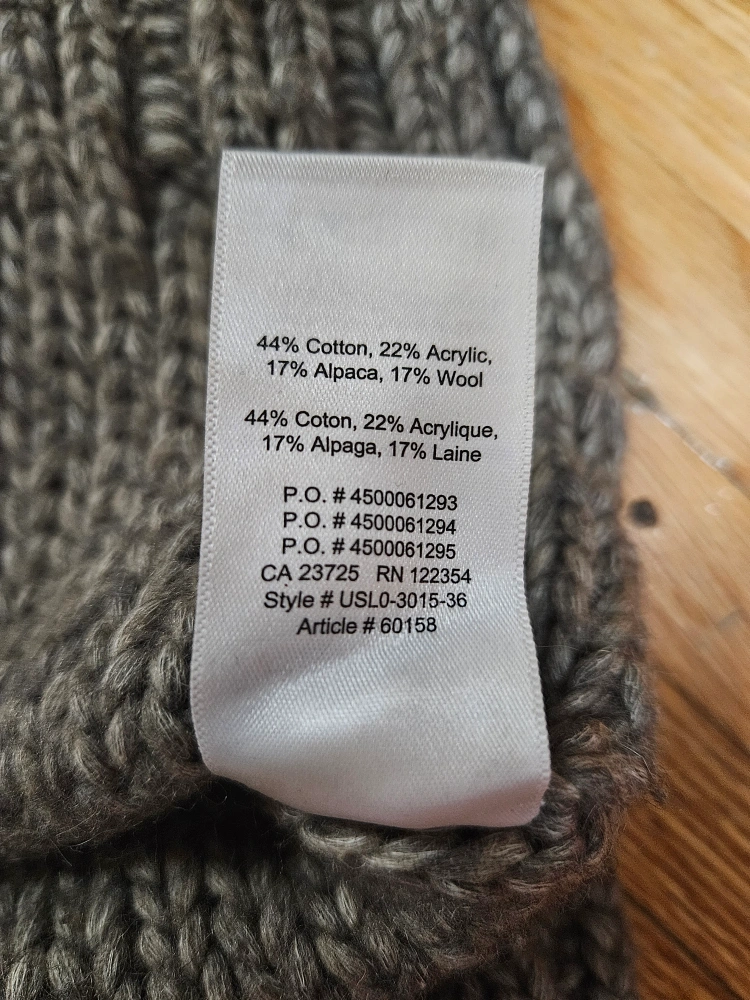 44% Cotton, 22% Acrylic,
17% Alpaca, 17% Wool
44% Coton, 22% Acrylique,
17% Alpaga, 17% Laine
P.O. # 4500061293
P.O. # 4500061294
P.O. # 4500061295
CA 23725 RN 122354
Style # USL0-3015-36
Article # 60158